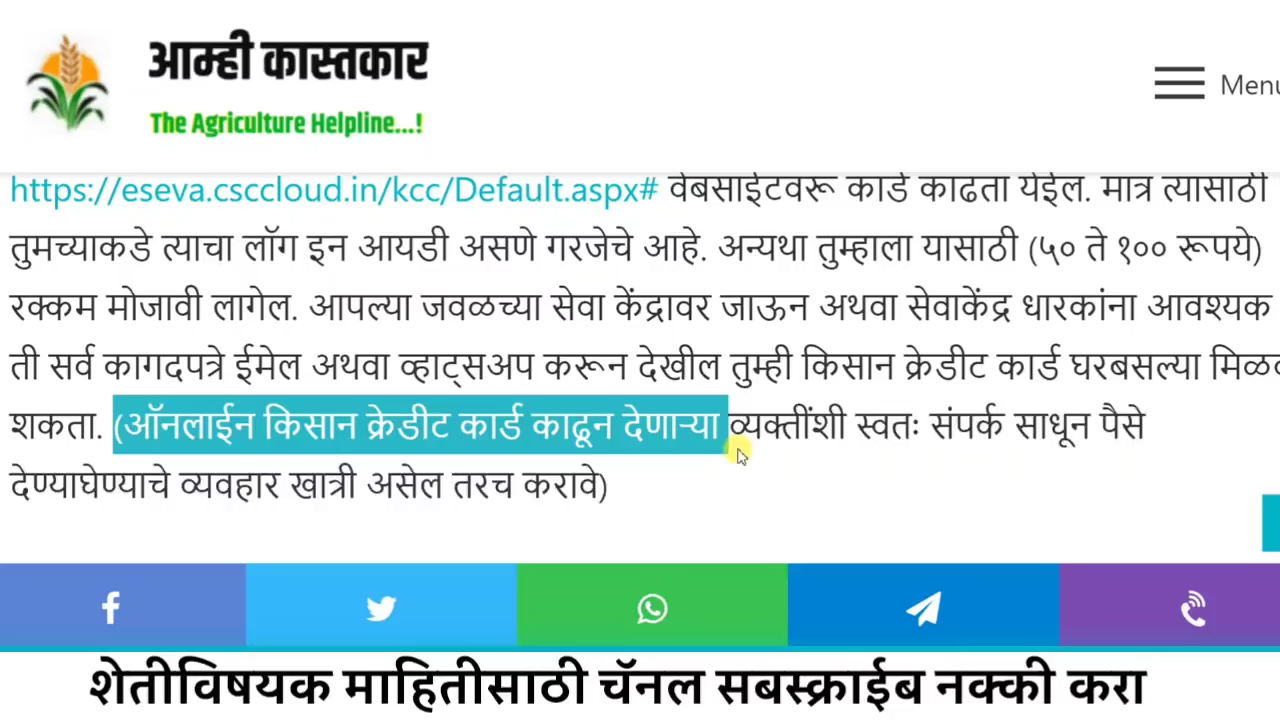 आम्ही कास्तकार
The Agriculture Helpline...!
Menu
https://eseva.csccloud.in/kcc/Default.aspx# वेबसाईटवरू कार्ड काढता येईल. मात्र त्यासाठी
तुमच्याकडे त्याचा लॉग इन आयडी असणे गरजेचे आहे. अन्यथा तुम्हाला यासाठी (५० ते १०० रूपये)
रक्कम मोजावी लागेल. आपल्या जवळच्या सेवा केंद्रावर जाऊन अथवा सेवाकेंद्र धारकांना आवश्यक
ती सर्व कागदपत्रे ईमेल अथवा व्हाट्सअप करून देखील तुम्ही किसान क्रेडीट कार्ड घरबसल्या
शकता. (ऑनलाईन किसान क्रेडीट कार्ड काढून देणाऱ्या व्यक्तींशी स्वतः संपर्क साधून पैसे
देण्याघेण्याचे व्यवहार खात्री असेल तरच करावे)
शेतीविषयक माहितीसाठी चॅनल सबस्क्राईब नक्की करा